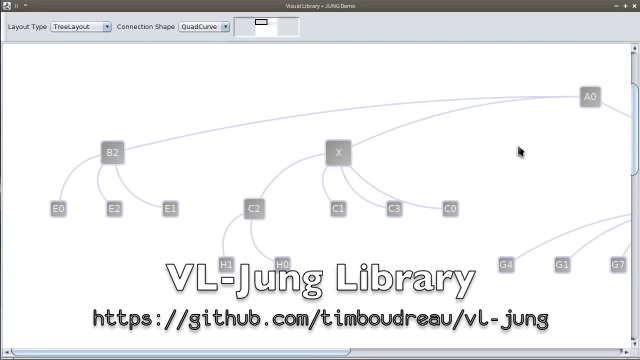 Visual Library + JUNG Demo
Layout Type TreeLayout Connection Shape QuadCurve
A0
B2 X
E0 E2 E1 C2 C1 C3 C0
H1 H0 G4 G1 G7
VL-Jung Library
https://github.com/timboudreau/vl-jung